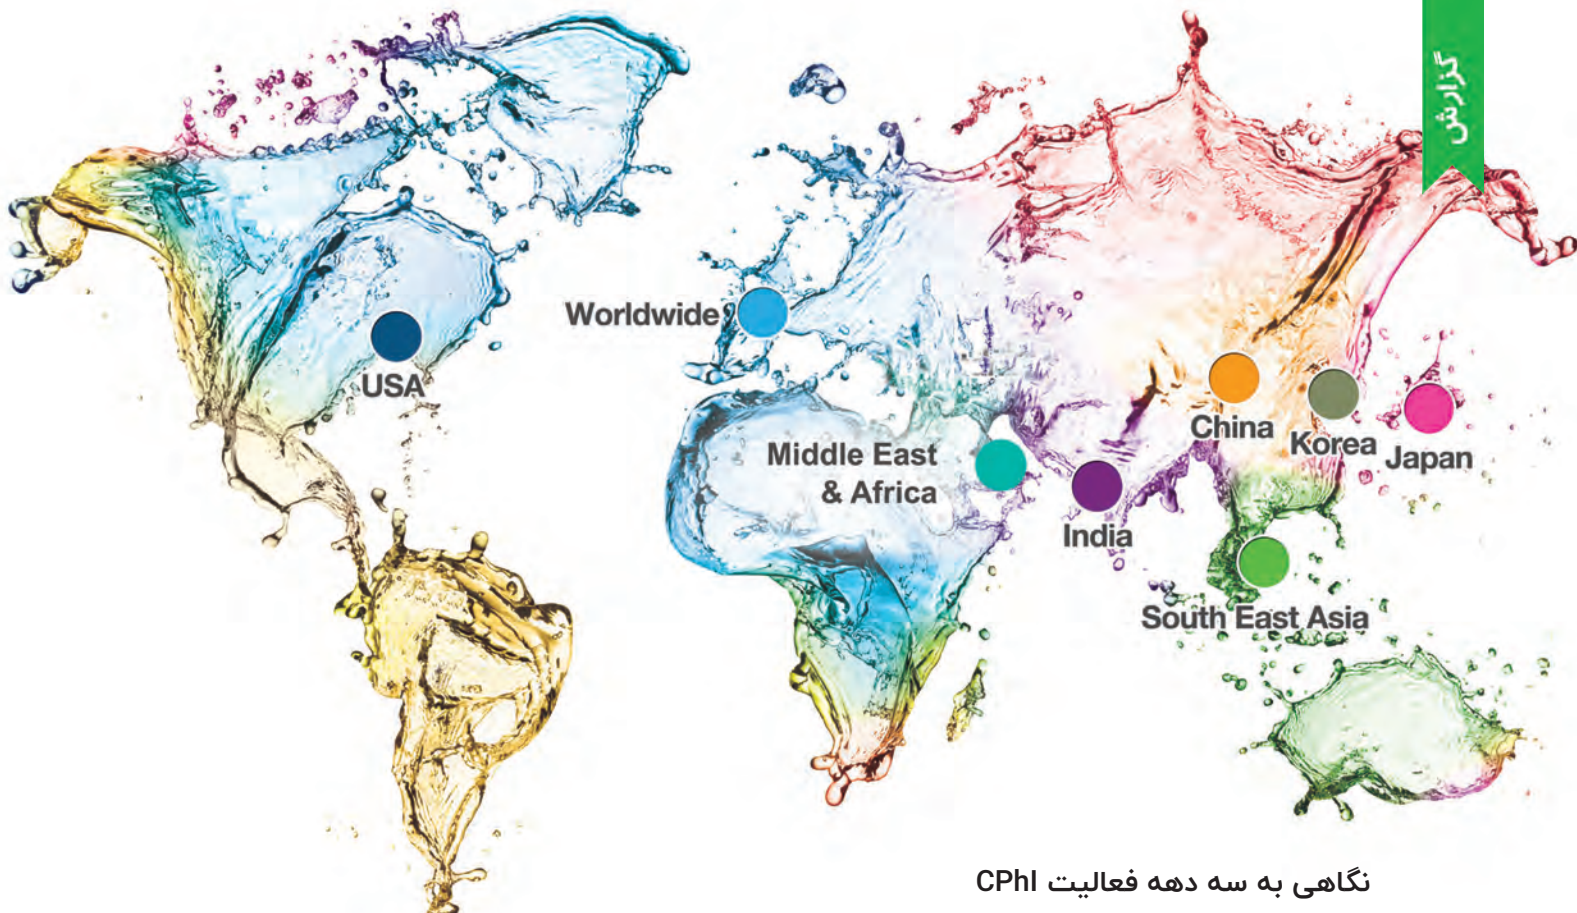 گزارش
Worldwide
USA
Middle East
& Africa
China
Korea
Japan
India
South East Asia
نگاهی به سه دهه فعالیت CPhI